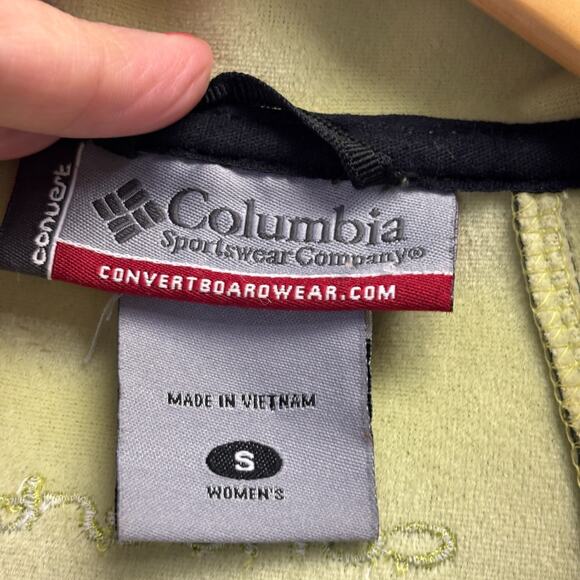 convert
Columbia
Sportswear Company®
CONVERTBOARDWEAR.COM
MADE IN VIETNAM
S
WOMEN'S